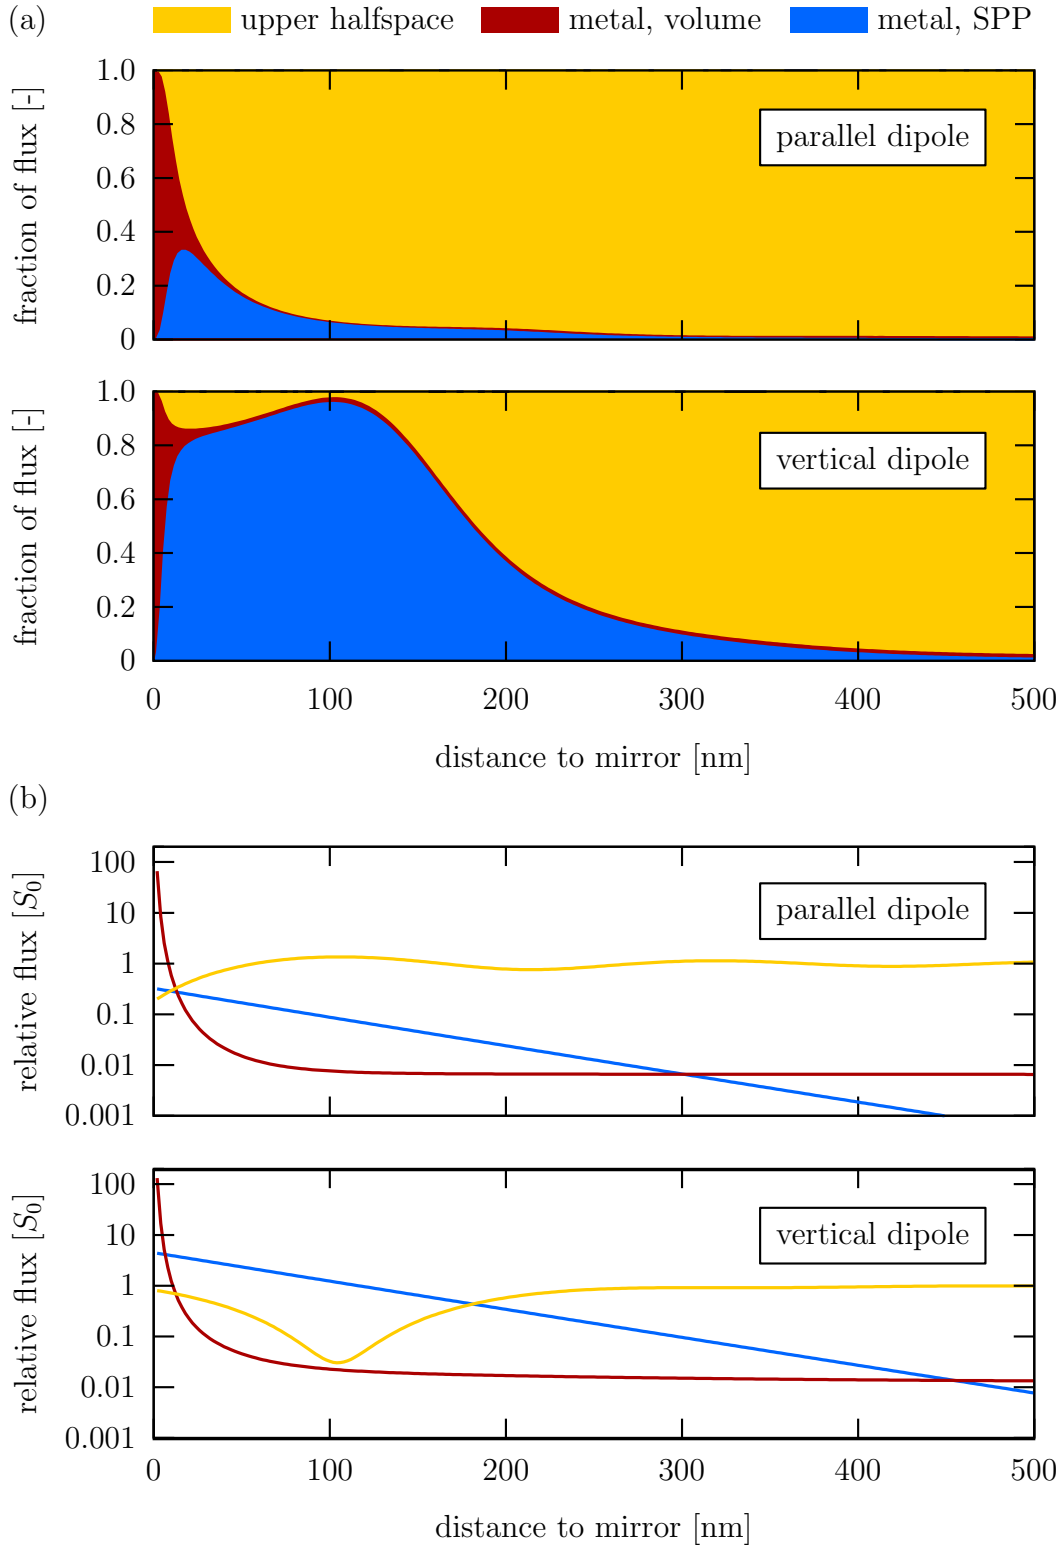 (a) upper halfspace metal, volume metal, SPP
1.0
0.8
0.6
0.4
0.2
0
fraction of flux [-]
parallel dipole
1.0
0.8
0.6
0.4
0.2
0
fraction of flux [-]
vertical dipole
0 100 200 300 400 500
distance to mirror [nm]
(b)
100
10
1
0.1
0.01
0.001
relative flux [S₀]
parallel dipole
100
10
1
0.1
0.01
0.001
relative flux [S₀]
vertical dipole
0 100 200 300 400 500
distance to mirror [nm]